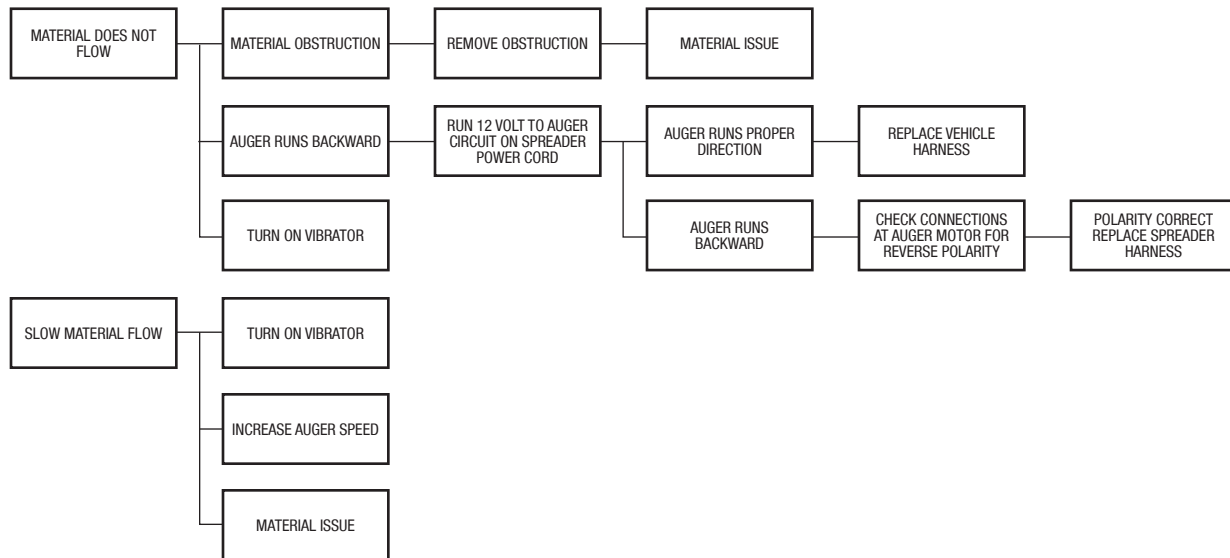 MATERIAL DOES NOT
FLOW
MATERIAL OBSTRUCTION
REMOVE OBSTRUCTION
MATERIAL ISSUE
AUGER RUNS BACKWARD
RUN 12 VOLT TO AUGER
CIRCUIT ON SPREADER
POWER CORD
AUGER RUNS PROPER
DIRECTION
REPLACE VEHICLE
HARNESS
TURN ON VIBRATOR
AUGER RUNS
BACKWARD
CHECK CONNECTIONS
AT AUGER MOTOR FOR
REVERSE POLARITY
POLARITY CORRECT
REPLACE SPREADER
HARNESS
SLOW MATERIAL FLOW
TURN ON VIBRATOR
INCREASE AUGER SPEED
MATERIAL ISSUE